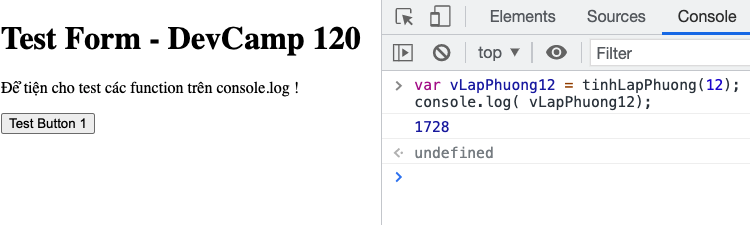 Test Form - DevCamp 120
Để tiện cho test các function trên console.log !
Test Button 1
Elements Sources Console
top ▼ Filter
> var vLapPhuong12 = tinhLapPhuong(12);
console.log( vLapPhuong12);
1728
undefined
>